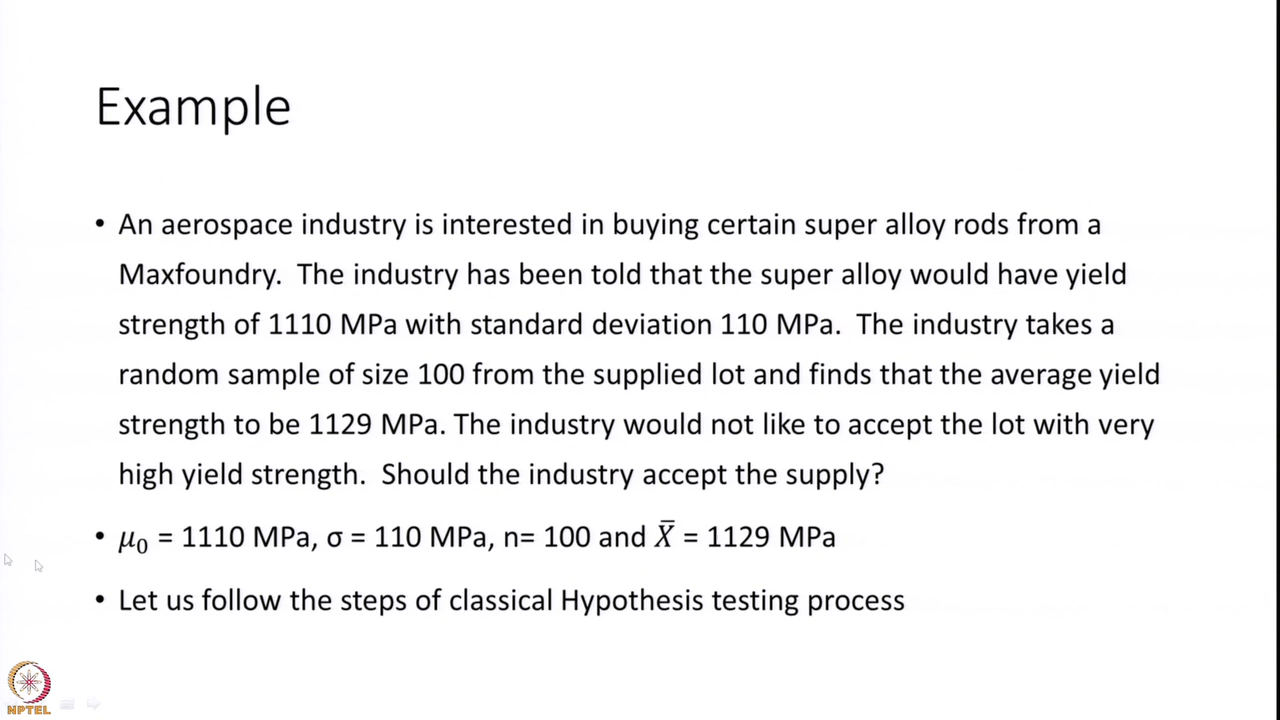 Example
• An aerospace industry is interested in buying certain super alloy rods from a
Maxfoundry.  The industry has been told that the super alloy would have yield
strength of 1110 MPa with standard deviation 110 MPa.  The industry takes a
random sample of size 100 from the supplied lot and finds that the average yield
strength to be 1129 MPa. The industry would not like to accept the lot with very
high yield strength.  Should the industry accept the supply?
• μ₀ = 1110 MPa, σ = 110 MPa, n= 100 and X̄ = 1129 MPa
• Let us follow the steps of classical Hypothesis testing process
NPTEL